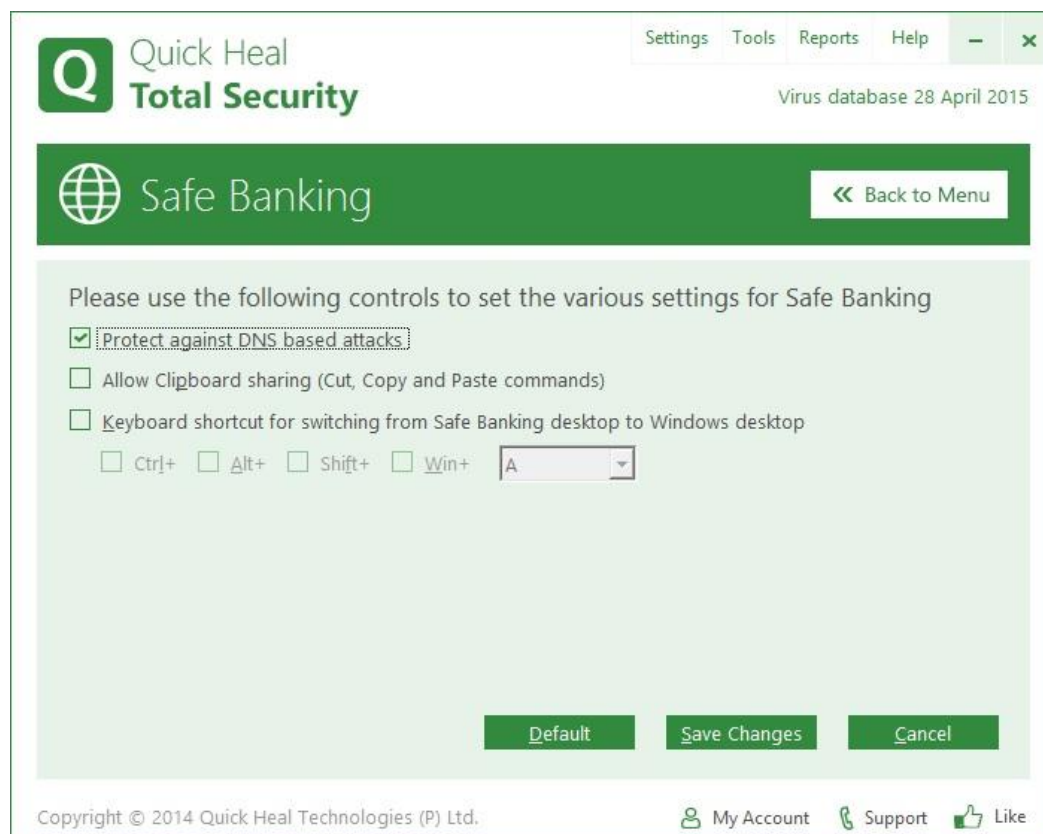 Settings Tools Reports Help
Q Quick Heal
Total Security
Virus database 28 April 2015
Safe Banking
Back to Menu
Please use the following controls to set the various settings for Safe Banking
Protect against DNS based attacks
Allow Clipboard sharing (Cut, Copy and Paste commands)
Keyboard shortcut for switching from Safe Banking desktop to Windows desktop
Ctrl+ Alt+ Shift+ Win+ A
Default Save Changes Cancel
Copyright © 2014 Quick Heal Technologies (P) Ltd. My Account Support Like